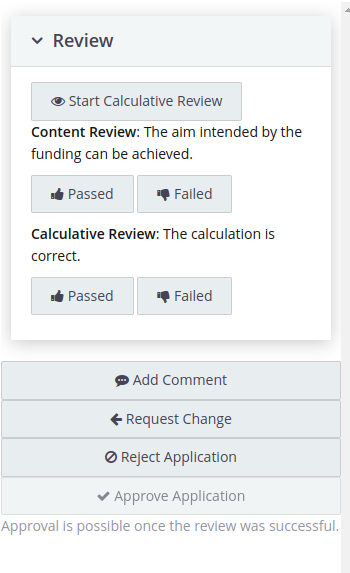 Review
Start Calculative Review
Content Review: The aim intended by the
funding can be achieved.
Passed
Failed
Calculative Review: The calculation is
correct.
Passed
Failed
Add Comment
Request Change
Reject Application
Approve Application
Approval is possible once the review was successful.